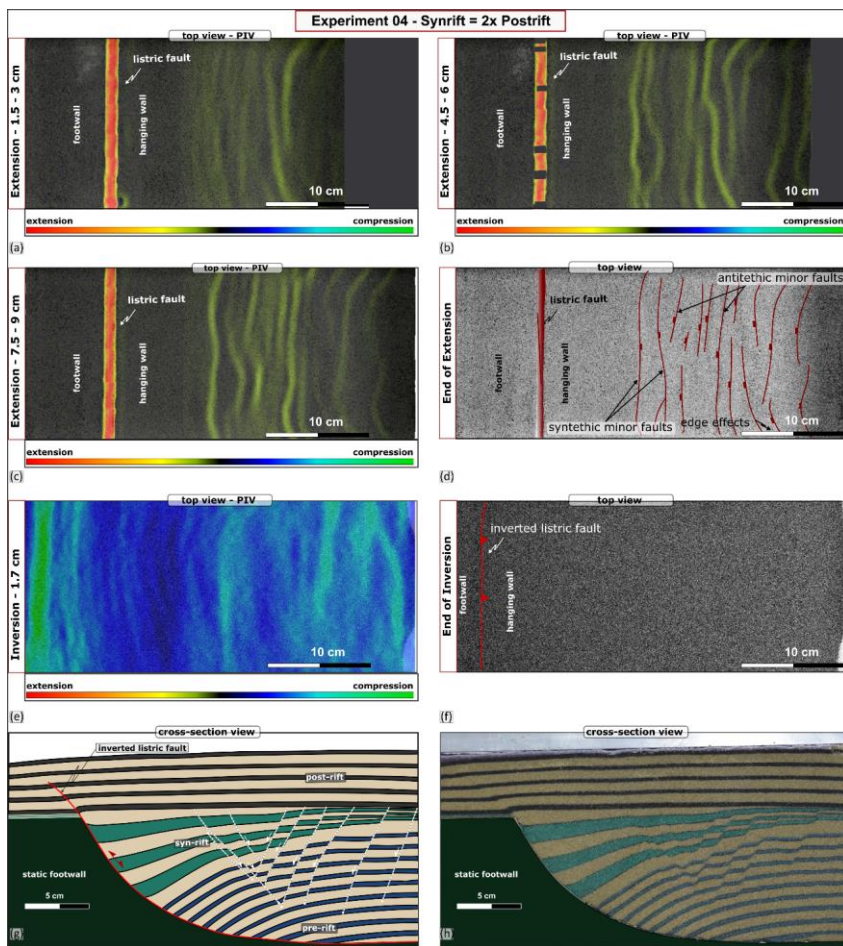 Experiment 04 - Synrift = 2x Postrift
top view - PIV
Extension - 1.5 - 3 cm
footwall
listric fault
hanging wall
10 cm
extension
compression
(a)
top view - PIV
Extension - 4.5 - 6 cm
footwall
listric fault
hanging wall
10 cm
extension
compression
(b)
top view - PIV
Extension - 7.5 - 9 cm
footwall
listric fault
hanging wall
10 cm
extension
compression
(c)
top view
End of Extension
footwall
listric fault
hanging wall
antitethic minor faults
syntethic minor faults
edge effects
10 cm
(d)
top view - PIV
Inversion - 1.7 cm
10 cm
extension
compression
(e)
top view
End of Inversion
footwall
inverted listric fault
hanging wall
10 cm
(f)
cross-section view
inverted listric fault
post-rift
syn-rift
static footwall
5 cm
pre-rift
(g)
cross-section view
static footwall
5 cm
(h)